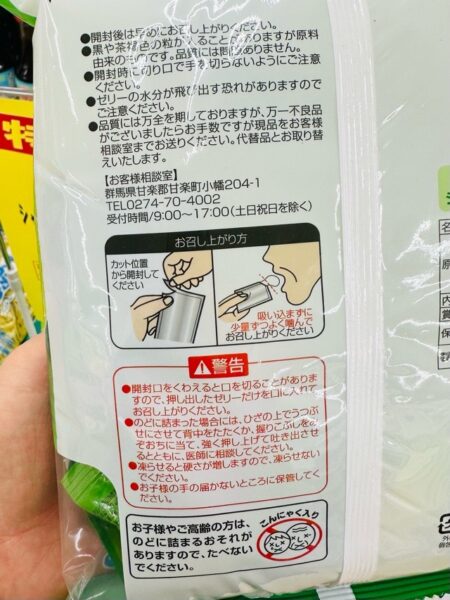 ●開封後は早めにお召し上がりください。
●黒や茶褐色の粒が入ることがありますが原料
由来のものです。品質には問題ありません。
●開封時に切り口で手を切らないようにご注意
ください。
●ゼリーの水分が飛び出す恐れがありますので
ご注意ください。
●品質には万全を期しておりますが、万一不良品
がございましたらお手数ですが現品をお客様
相談室までお送りください。代替品とお取り替
えいたします。
【お客様相談室】
群馬県甘楽郡甘楽町小幡204-1
TEL0274-70-4002
受付時間/9:00～17:00(土日祝日を除く)
お召し上がり方
カット位置
から開封して
ください
吸い込まずに
少量ずつよく噛んで
お召し上がりください
警告
●開封口をくわえると口を切ることがありま
すので、押し出したゼリーだけを口に入れて
お召し上がりください。
●のどに詰まった場合には、ひざの上でうつぶ
せにさせて背中をたたくか、握りこぶしをみ
ぞおちに当て、強く押し上げて吐き出させ
るとともに、医師に相談してください。
●凍らせると硬さが増しますので、凍らせない
でください。
●お子様の手の届かないところに保管してく
ださい。
お子様やご高齢の方は、
のどに詰まるおそれが
ありますので、たべない
でください。
こんにゃく入り
特
名
原
内
賞
保
外
個包